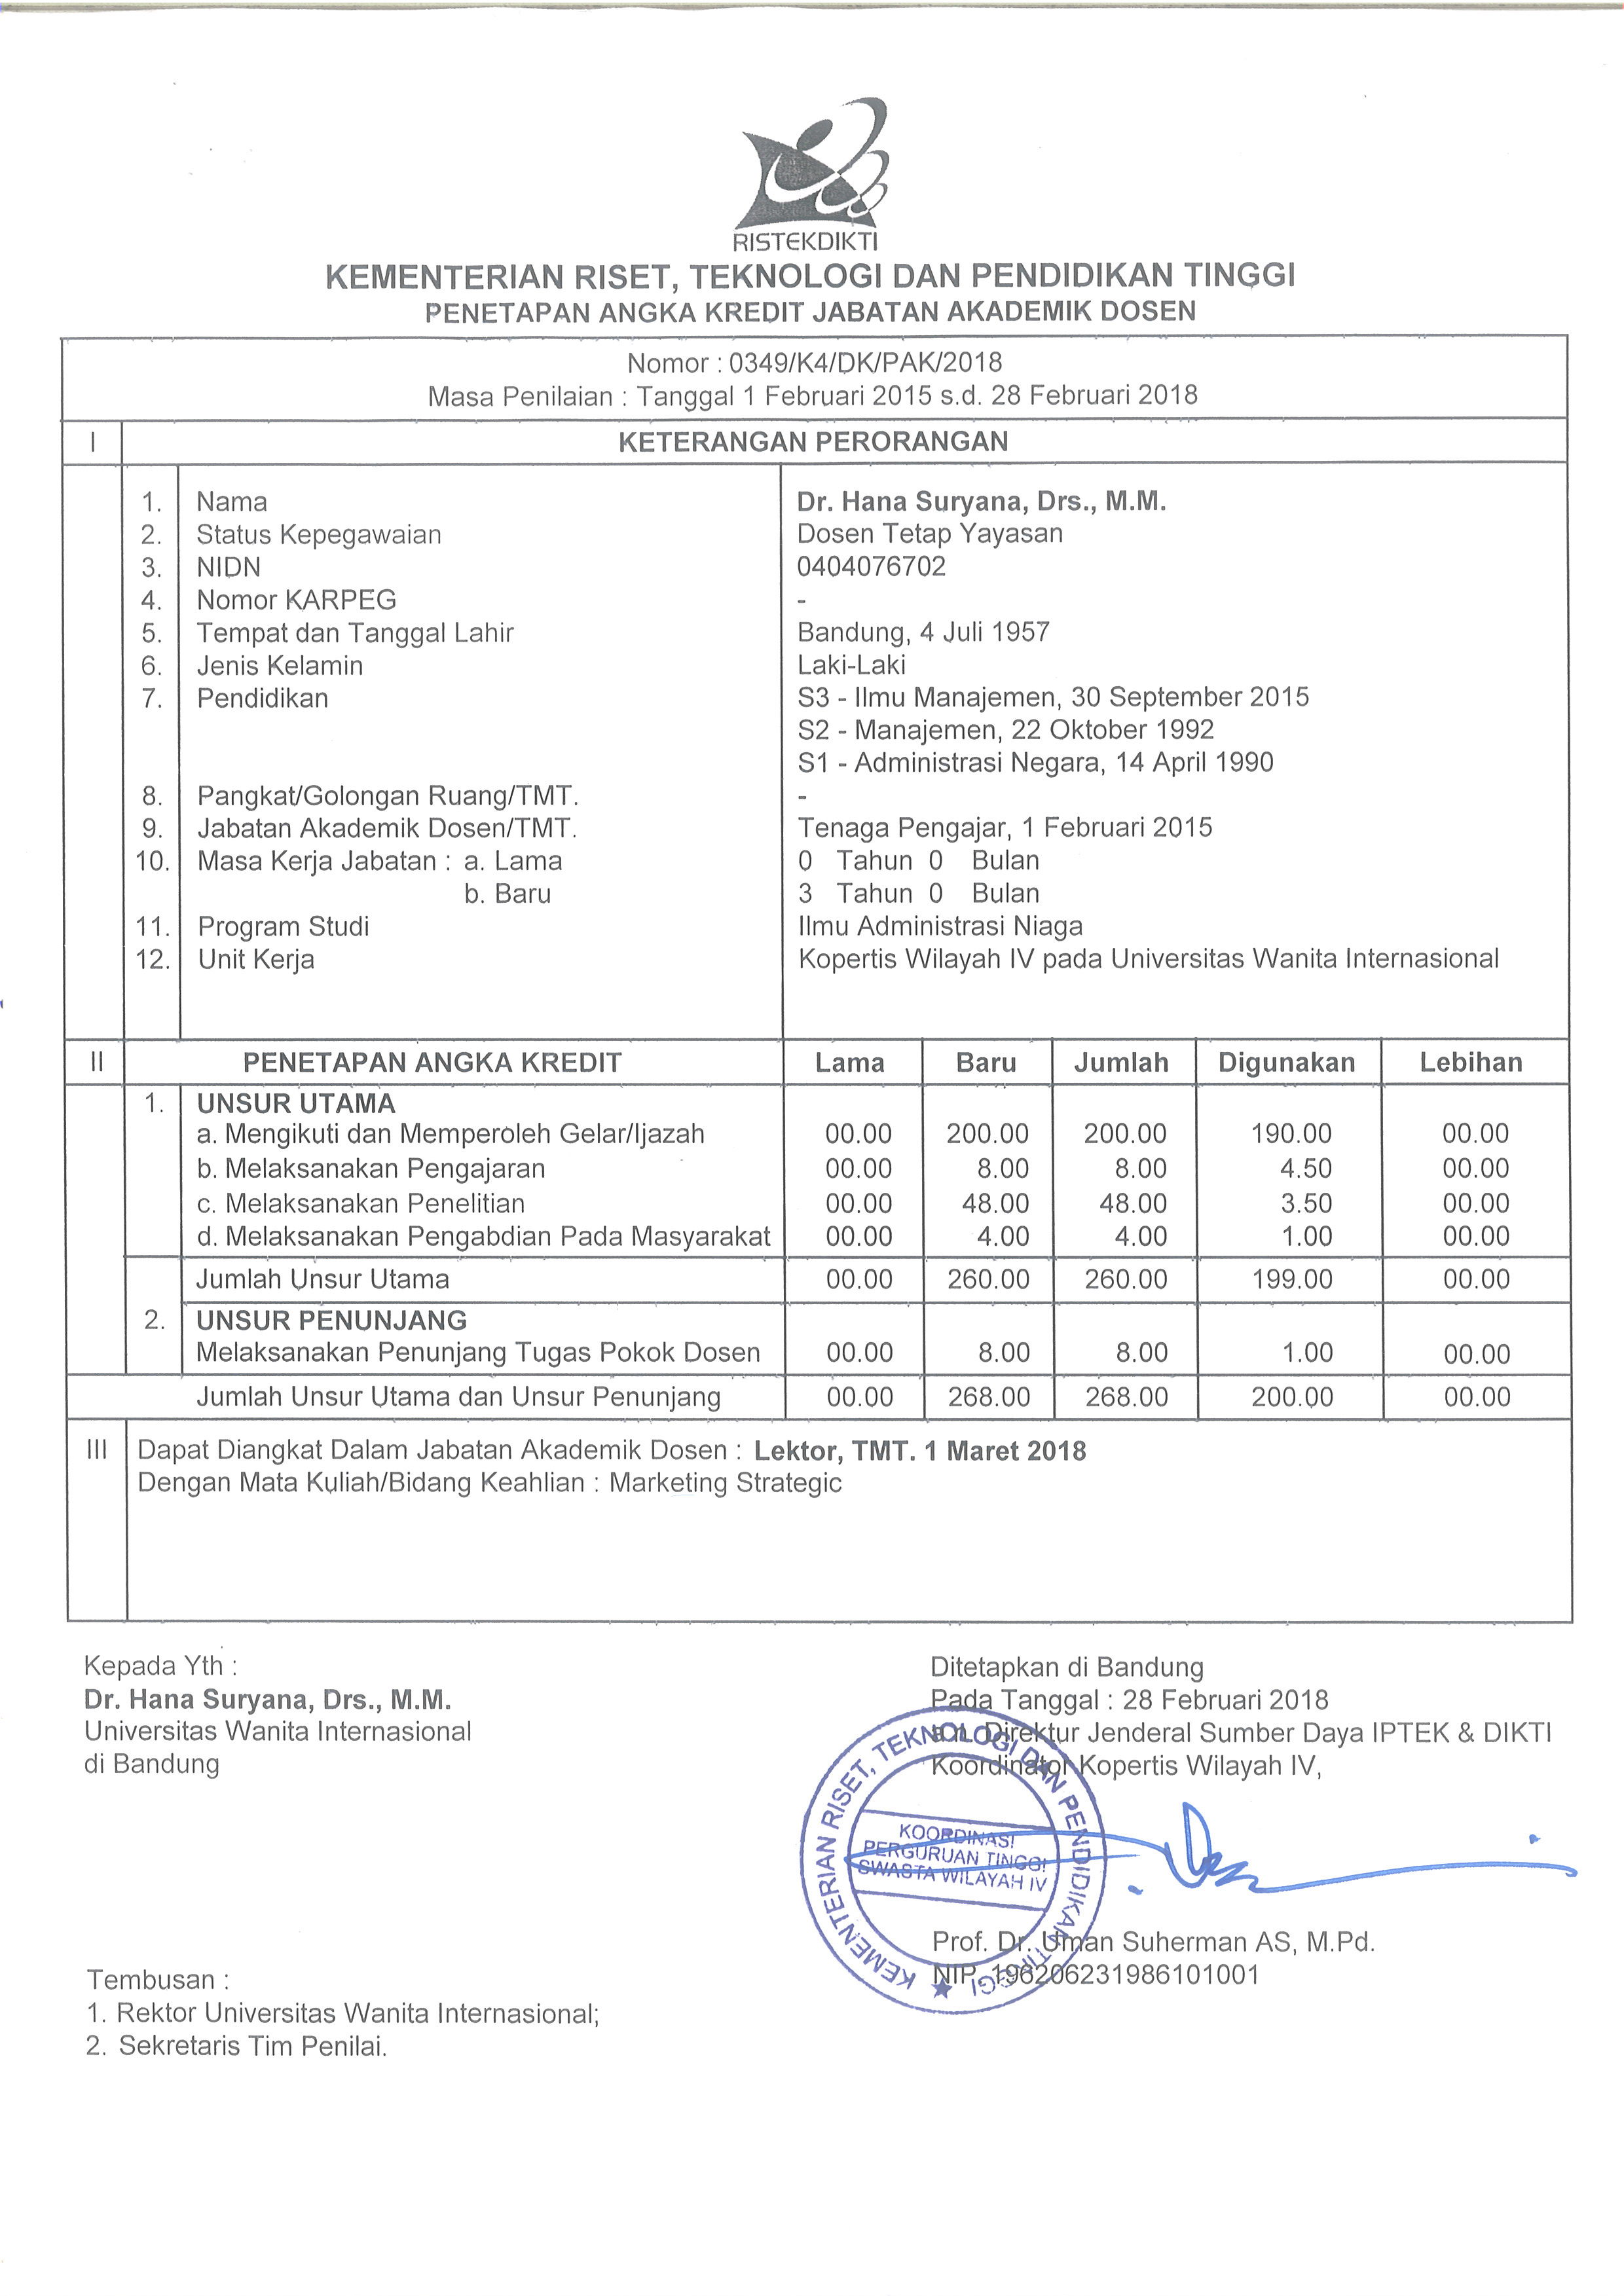 RISTEKDIKTI
KEMENTERIAN RISET, TEKNOLOGI DAN PENDIDIKAN TINGGI
PENETAPAN ANGKA KREDIT JABATAN AKADEMIK DOSEN
Nomor : 0349/K4/DK/PAK/2018
Masa Penilaian : Tanggal 1 Februari 2015 s.d. 28 Februari 2018
I KETERANGAN PERORANGAN
1. Nama Dr. Hana Suryana, Drs., M.M.
2. Status Kepegawaian Dosen Tetap Yayasan
3. NIDN 0404076702
4. Nomor KARPEG -
5. Tempat dan Tanggal Lahir Bandung, 4 Juli 1957
6. Jenis Kelamin Laki-Laki
7. Pendidikan S3 - Ilmu Manajemen, 30 September 2015
S2 - Manajemen, 22 Oktober 1992
S1 - Administrasi Negara, 14 April 1990
8. Pangkat/Golongan Ruang/TMT. -
9. Jabatan Akademik Dosen/TMT. Tenaga Pengajar, 1 Februari 2015
10. Masa Kerja Jabatan : a. Lama 0 Tahun 0 Bulan
b. Baru 3 Tahun 0 Bulan
11. Program Studi Ilmu Administrasi Niaga
12. Unit Kerja Kopertis Wilayah IV pada Universitas Wanita Internasional
II PENETAPAN ANGKA KREDIT Lama Baru Jumlah Digunakan Lebihan
1. UNSUR UTAMA
a. Mengikuti dan Memperoleh Gelar/Ijazah 00.00 200.00 200.00 190.00 00.00
b. Melaksanakan Pengajaran 00.00 8.00 8.00 4.50 00.00
c. Melaksanakan Penelitian 00.00 48.00 48.00 3.50 00.00
d. Melaksanakan Pengabdian Pada Masyarakat 00.00 4.00 4.00 1.00 00.00
Jumlah Unsur Utama 00.00 260.00 260.00 199.00 00.00
2. UNSUR PENUNJANG
Melaksanakan Penunjang Tugas Pokok Dosen 00.00 8.00 8.00 1.00 00.00
Jumlah Unsur Utama dan Unsur Penunjang 00.00 268.00 268.00 200.00 00.00
III Dapat Diangkat Dalam Jabatan Akademik Dosen : Lektor, TMT. 1 Maret 2018
Dengan Mata Kuliah/Bidang Keahlian : Marketing Strategic
Kepada Yth :
Dr. Hana Suryana, Drs., M.M.
Universitas Wanita Internasional
di Bandung
Ditetapkan di Bandung
Pada Tanggal : 28 Februari 2018
a.n. Direktur Jenderal Sumber Daya IPTEK & DIKTI
Koordinator Kopertis Wilayah IV,
KEMENTERIAN RISET, TEKNOLOGI DAN PENDIDIKAN TINGGI
KOORDINASI
PERGURUAN TINGGI
SWASTA WILAYAH IV
Prof. Dr. Uman Suherman AS, M.Pd.
NIP. 196206231986101001
Tembusan :
1. Rektor Universitas Wanita Internasional;
2. Sekretaris Tim Penilai.